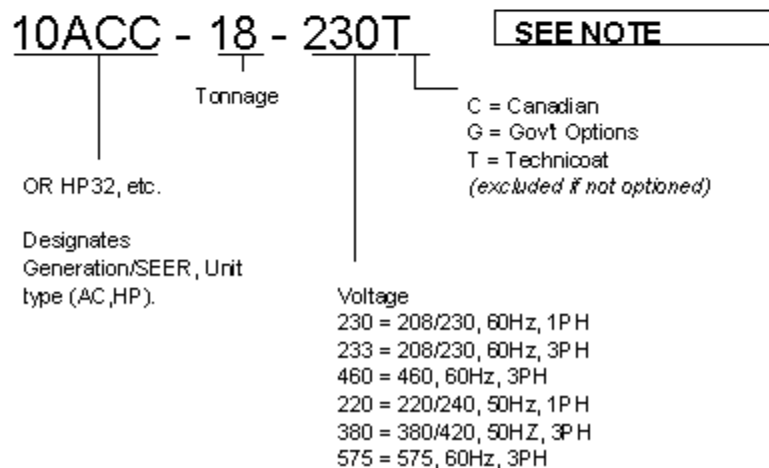 10ACC - 18 - 230T
SEE NOTE
Tonnage
C = Canadian
G = Gov't Options
T = Technicoat
(excluded if not optioned)
OR HP32, etc.
Designates
Generation/SEER, Unit
type (AC,HP).
Voltage
230 = 208/230, 60Hz, 1PH
233 = 208/230, 60Hz, 3PH
460 = 460, 60Hz, 3PH
220 = 220/240, 50Hz, 1PH
380 = 380/420, 50HZ, 3PH
575 = 575, 60Hz, 3PH